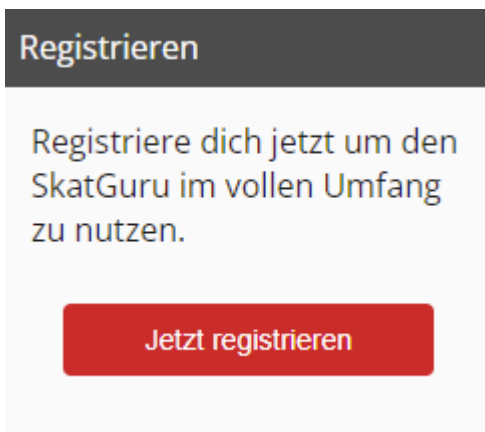 Registrieren
Registriere dich jetzt um den
SkatGuru im vollen Umfang
zu nutzen.
Jetzt registrieren